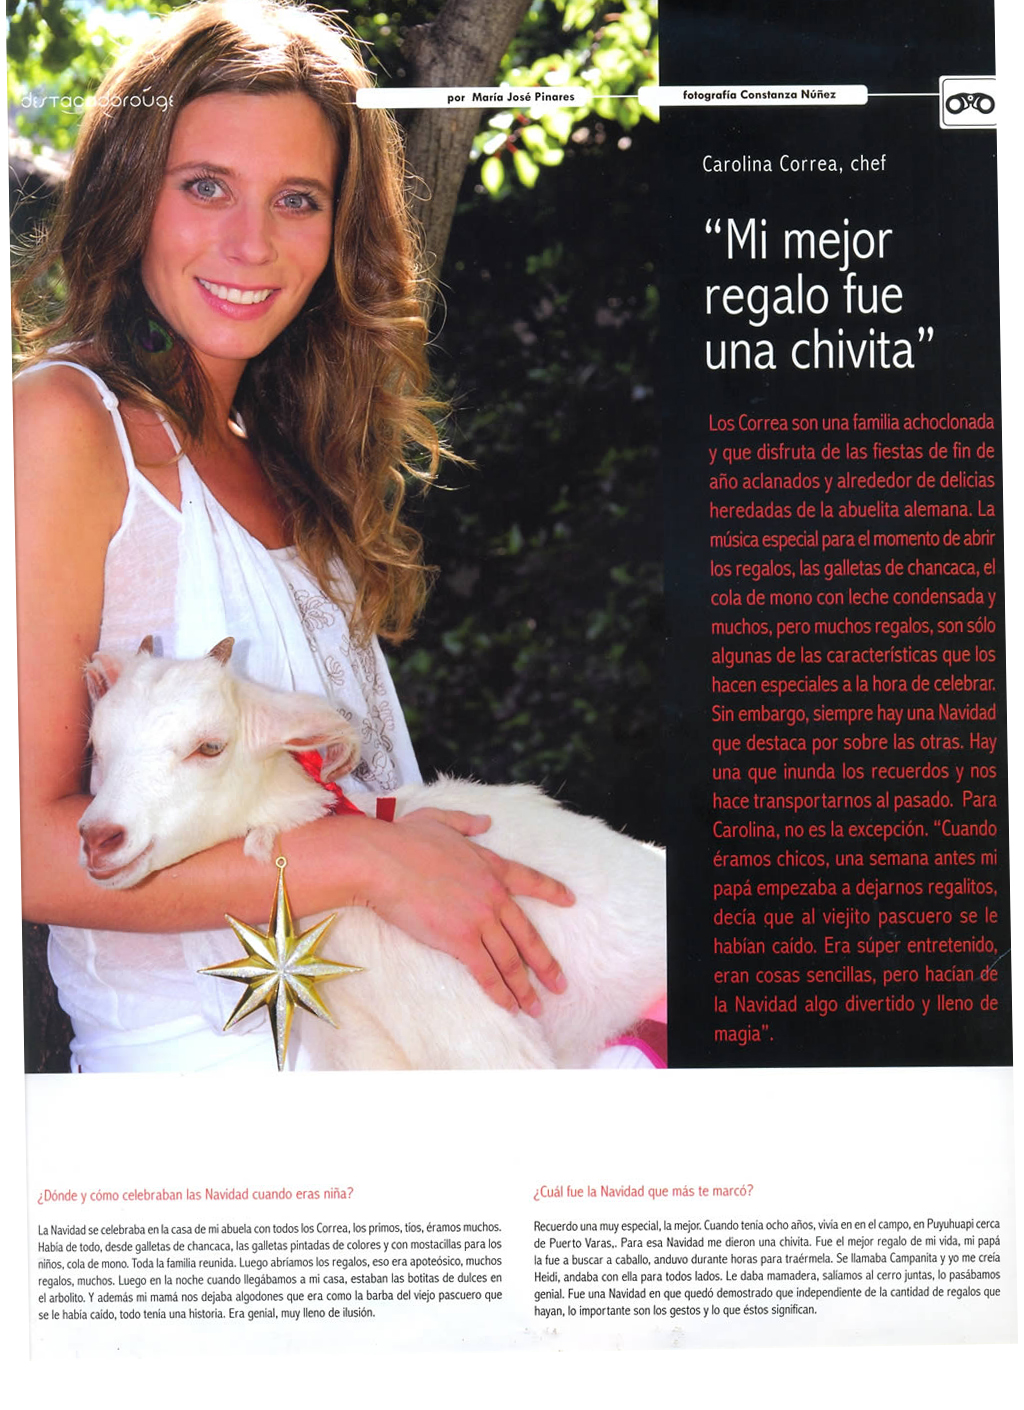 destacadorouge
por María José Pinares
fotografía Constanza Núñez
Carolina Correa, chef
“Mi mejor
regalo fue
una chivita”
Los Correa son una familia achoclonada
y que disfruta de las fiestas de fin de
año aclanados y alrededor de delicias
heredadas de la abuelita alemana. La
música especial para el momento de abrir
los regalos, las galletas de chancaca, el
cola de mono con leche condensada y
muchos, pero muchos regalos, son sólo
algunas de las características que los
hacen especiales a la hora de celebrar.
Sin embargo, siempre hay una Navidad
que destaca por sobre las otras. Hay
una que inunda los recuerdos y nos
hace transportarnos al pasado. Para
Carolina, no es la excepción. “Cuando
éramos chicos, una semana antes mi
papá empezaba a dejarnos regalitos,
decía que al viejito pascuero se le
habían caído. Era súper entretenido,
eran cosas sencillas, pero hacían de
la Navidad algo divertido y lleno de
magia”.
¿Dónde y cómo celebraban las Navidad cuando eras niña?
La Navidad se celebraba en la casa de mi abuela con todos los Correa, los primos, tíos, éramos muchos.
Había de todo, desde galletas de chancaca, las galletas pintadas de colores y con mostacillas para los
niños, cola de mono. Toda la familia reunida. Luego abríamos los regalos, eso era apoteósico, muchos
regalos, muchos. Luego en la noche cuando llegábamos a mi casa, estaban las botitas de dulces en
el arbolito. Y además mi mamá nos dejaba algodones que era como la barba del viejo pascuero que
se le había caído, todo tenía una historia. Era genial, muy lleno de ilusión.
¿Cuál fue la Navidad que más te marcó?
Recuerdo una muy especial, la mejor. Cuando tenía ocho años, vivía en en el campo, en Puyuhuapi cerca
de Puerto Varas,. Para esa Navidad me dieron una chivita. Fue el mejor regalo de mi vida, mi papá
la fue a buscar a caballo, anduvo durante horas para traérmela. Se llamaba Campanita y yo me creía
Heidi, andaba con ella para todos lados. Le daba mamadera, salíamos al cerro juntas, lo pasábamos
genial. Fue una Navidad en que quedó demostrado que independiente de la cantidad de regalos que
hayan, lo importante son los gestos y lo que éstos significan.